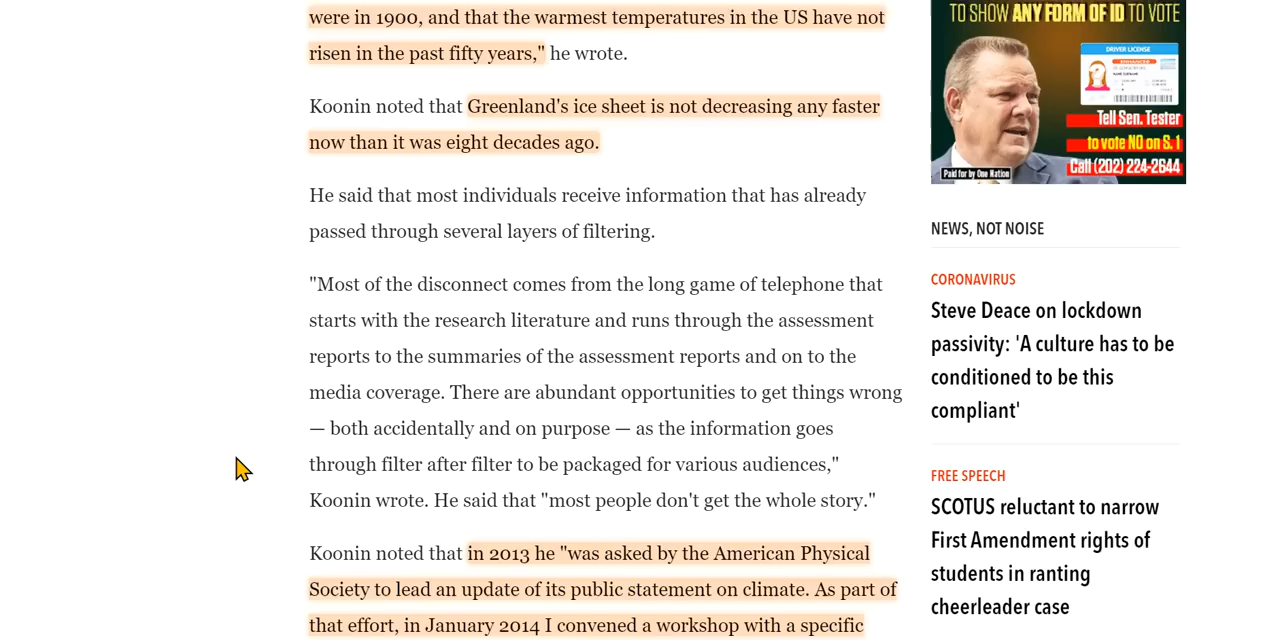 were in 1900, and that the warmest temperatures in the US have not
risen in the past fifty years," he wrote.
Koonin noted that Greenland's ice sheet is not decreasing any faster
now than it was eight decades ago.
He said that most individuals receive information that has already
passed through several layers of filtering.
"Most of the disconnect comes from the long game of telephone that
starts with the research literature and runs through the assessment
reports to the summaries of the assessment reports and on to the
media coverage. There are abundant opportunities to get things wrong
— both accidentally and on purpose — as the information goes
through filter after filter to be packaged for various audiences,"
Koonin wrote. He said that "most people don't get the whole story."
Koonin noted that in 2013 he "was asked by the American Physical
Society to lead an update of its public statement on climate. As part of
that effort, in January 2014 I convened a workshop with a specific
TO SHOW ANY FORM OF ID TO VOTE
DRIVER LICENSE
Tell Sen. Tester
to vote NO on S. 1
Call (202) 224-2644
Paid for by One Nation
NEWS, NOT NOISE
CORONAVIRUS
Steve Deace on lockdown
passivity: 'A culture has to be
conditioned to be this
compliant'
FREE SPEECH
SCOTUS reluctant to narrow
First Amendment rights of
students in ranting
cheerleader case